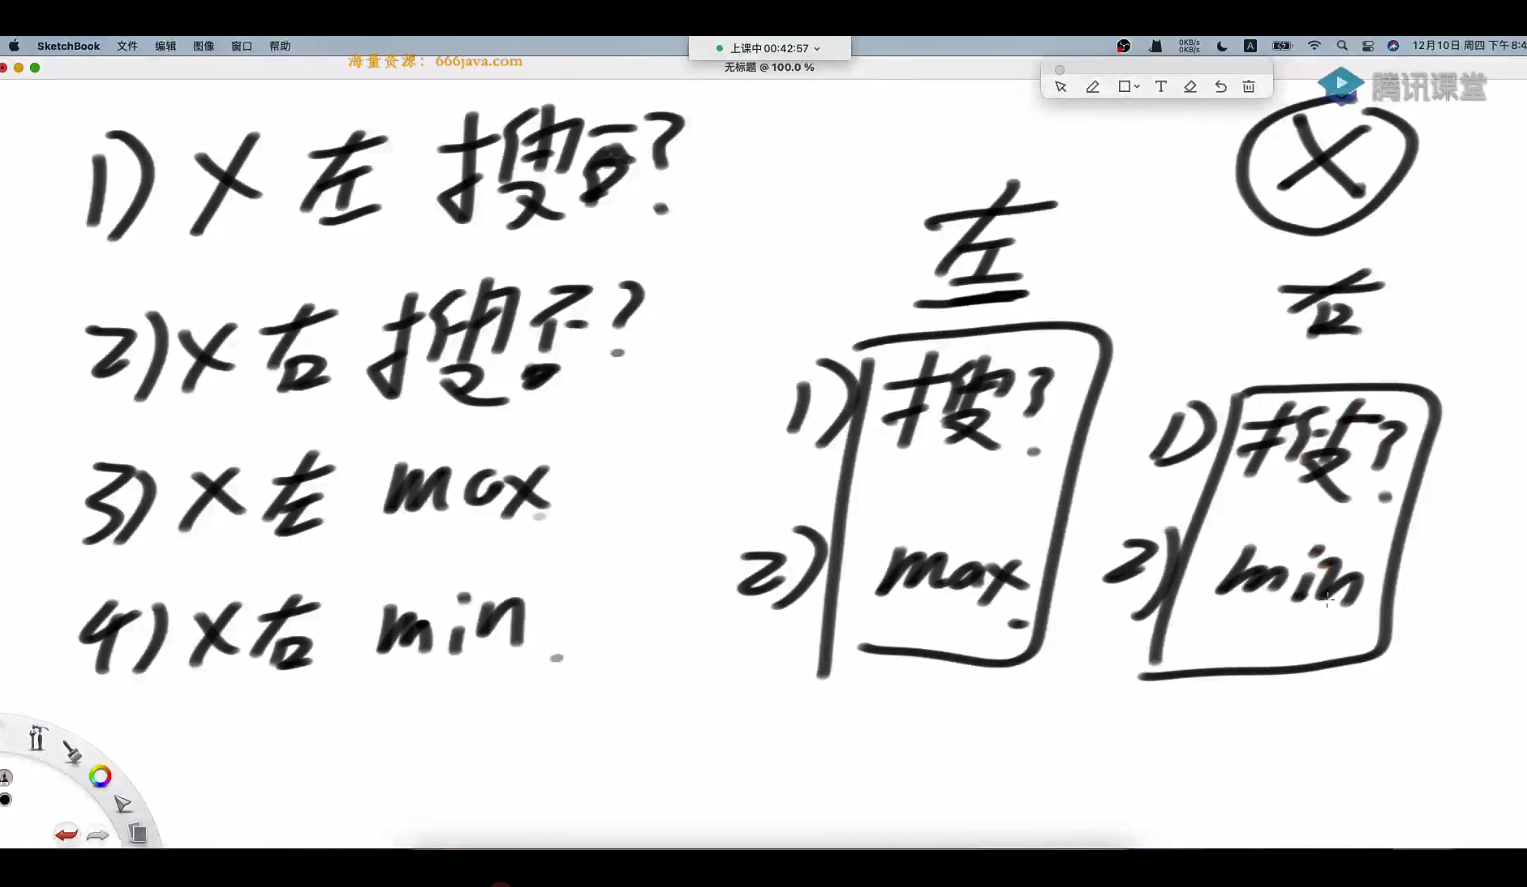 SketchBook 文件 编辑 图像 窗口 帮助
上课中 00:42:57
0KB/s
0KB/s
A
12月10日 周四 下午8:4
海量资源：666java.com
无标题 @ 100.0 %
T
腾讯课堂
1) X 左 搜 ?
2) X 右 搜否?
3) X 左 max
4) X 右 min
X
左
1) 搜?
2) max
右
1) 搜?
2) min